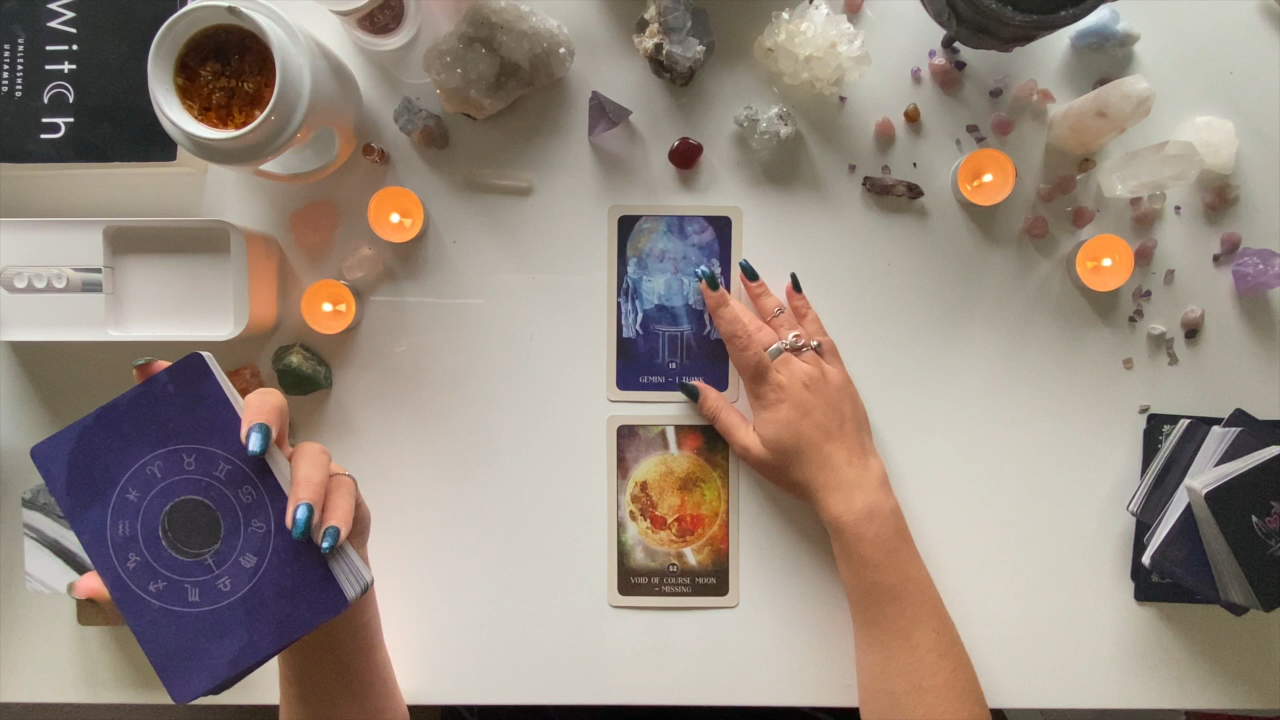 witch
UNLEASHED.
UNTAMED.
18
GEMINI - I THINK
52
VOID OF COURSE MOON
- MISSING